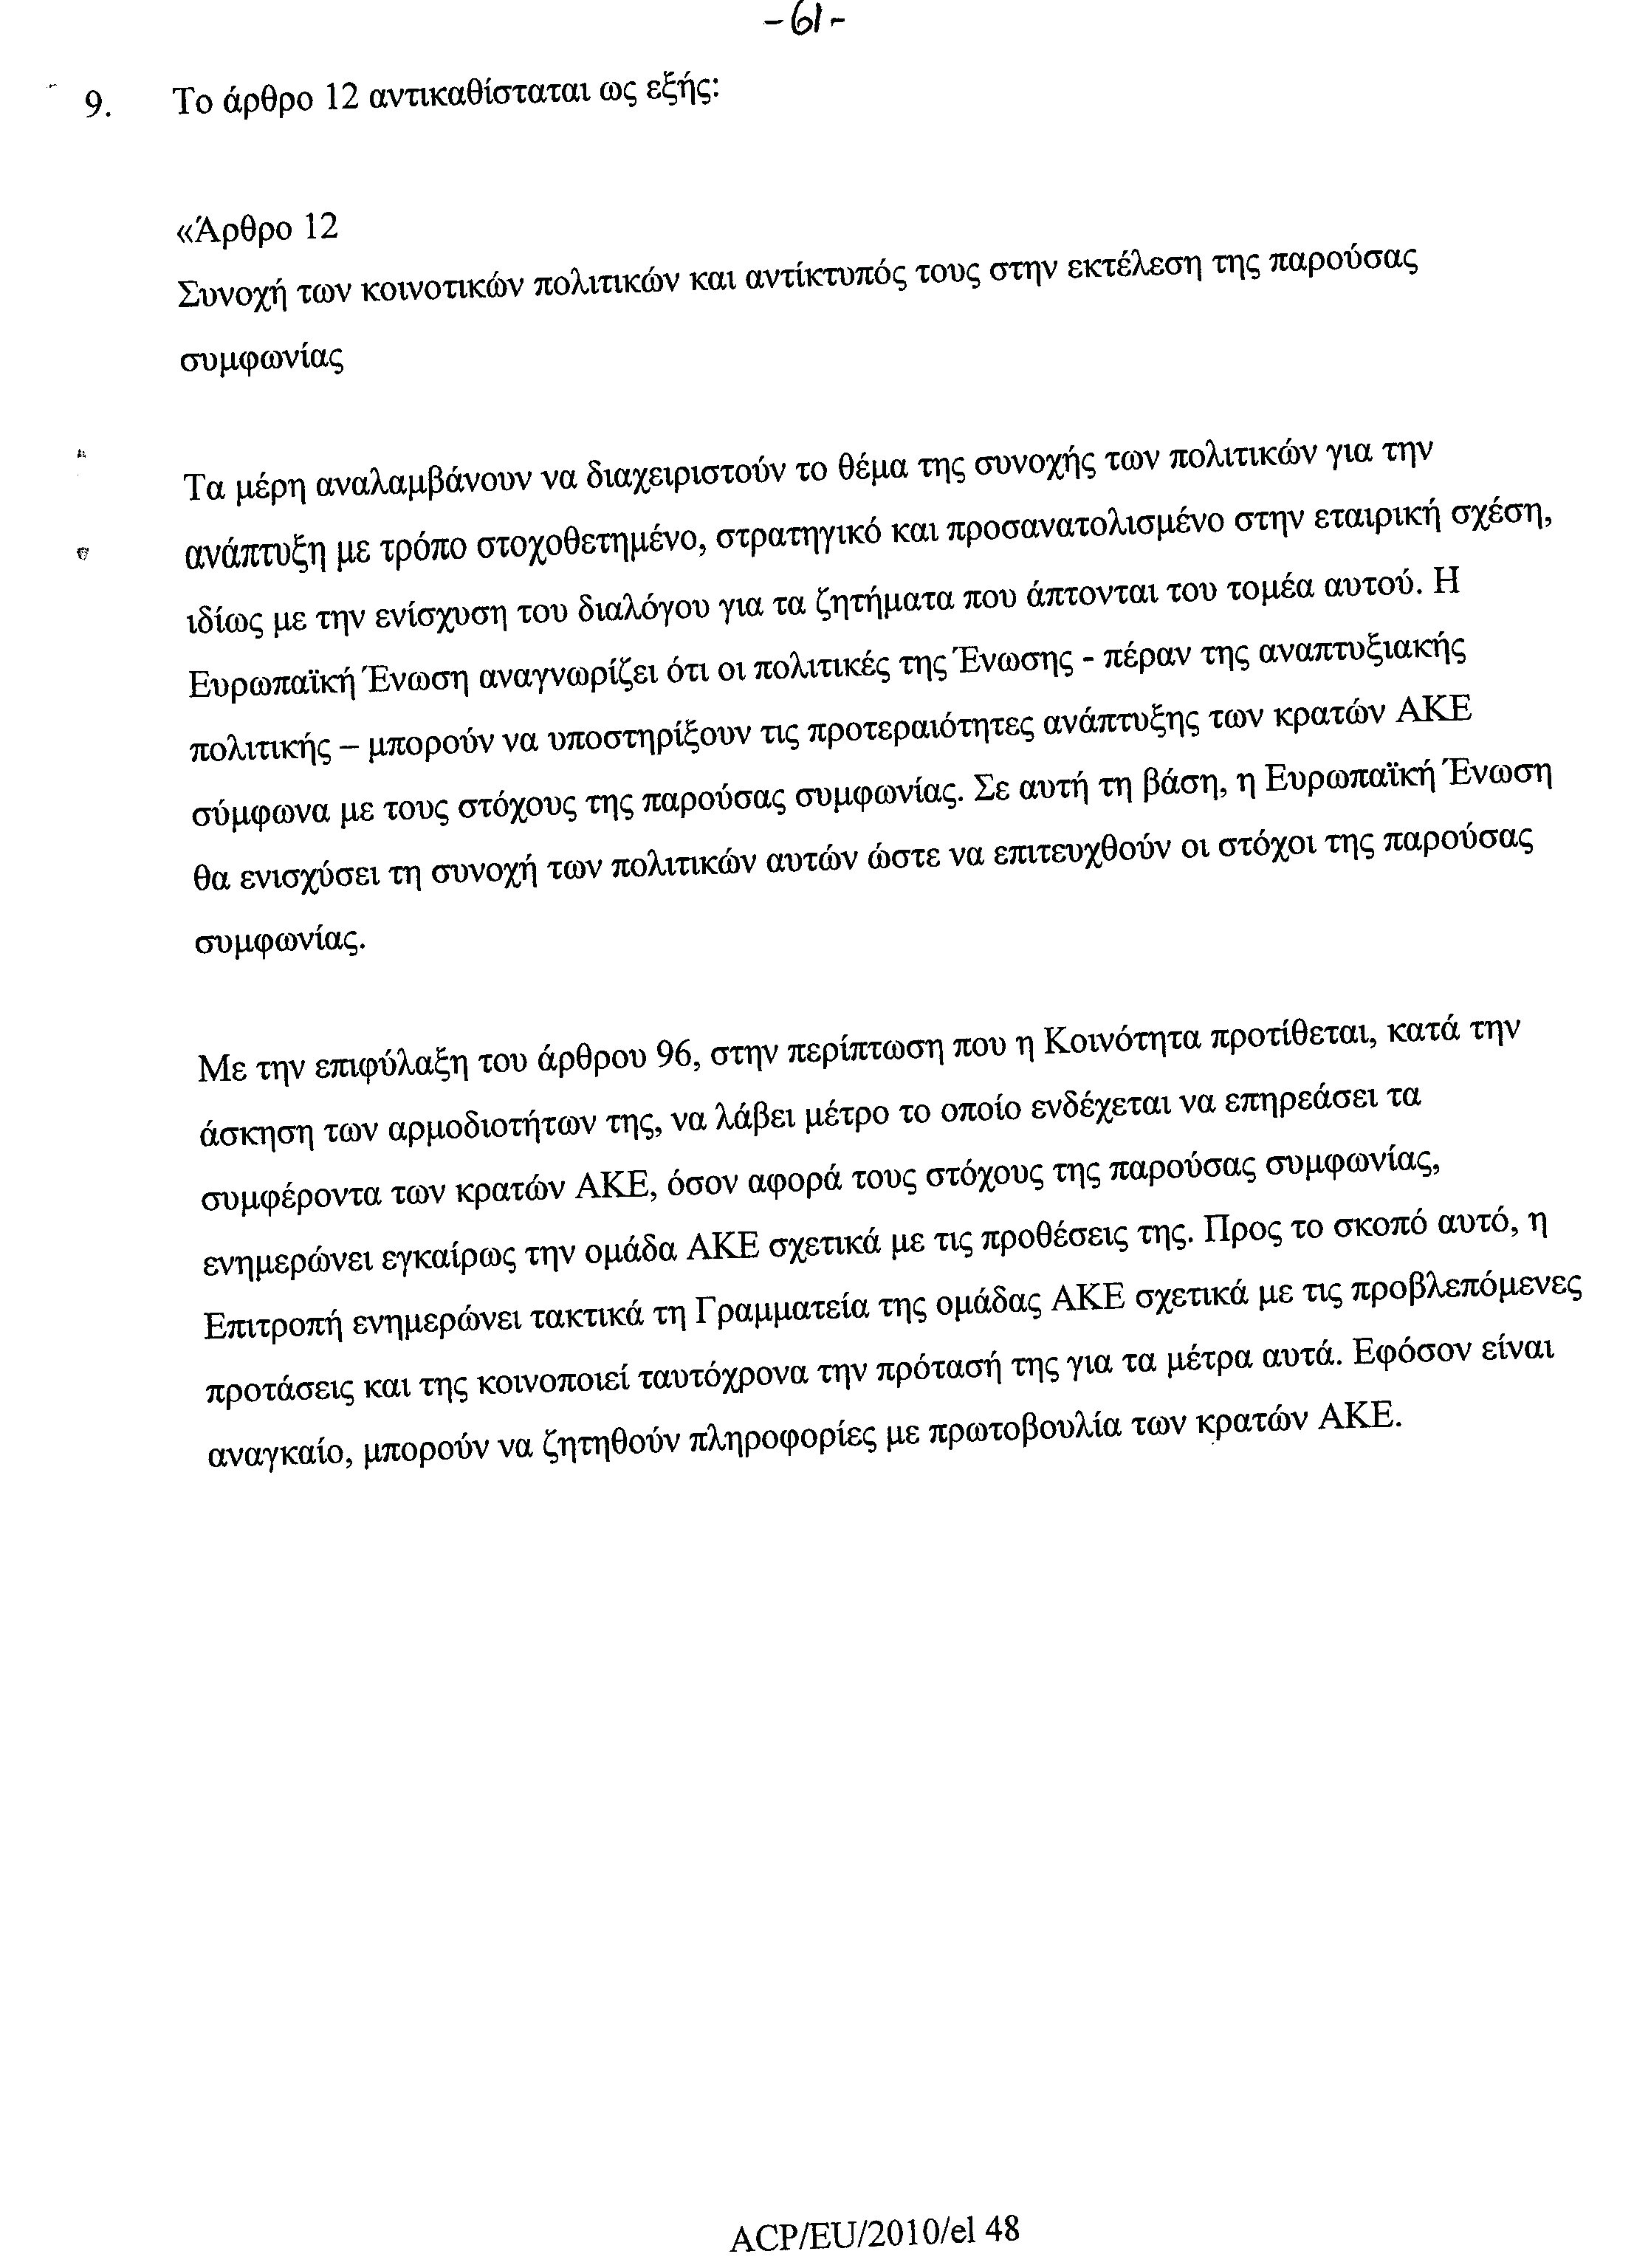 -61-
9. Το άρθρο 12 αντικαθίσταται ως εξής:
«Άρθρο 12
Συνοχή των κοινοτικών πολιτικών και αντίκτυπός τους στην εκτέλεση της παρούσας
συμφωνίας
Τα μέρη αναλαμβάνουν να διαχειριστούν το θέμα της συνοχής των πολιτικών για την
ανάπτυξη με τρόπο στοχοθετημένο, στρατηγικό και προσανατολισμένο στην εταιρική σχέση,
ιδίως με την ενίσχυση του διαλόγου για τα ζητήματα που άπτονται του τομέα αυτού. Η
Ευρωπαϊκή Ένωση αναγνωρίζει ότι οι πολιτικές της Ένωσης - πέραν της αναπτυξιακής
πολιτικής – μπορούν να υποστηρίξουν τις προτεραιότητες ανάπτυξης των κρατών ΑΚΕ
σύμφωνα με τους στόχους της παρούσας συμφωνίας. Σε αυτή τη βάση, η Ευρωπαϊκή Ένωση
θα ενισχύσει τη συνοχή των πολιτικών αυτών ώστε να επιτευχθούν οι στόχοι της παρούσας
συμφωνίας.
Με την επιφύλαξη του άρθρου 96, στην περίπτωση που η Κοινότητα προτίθεται, κατά την
άσκηση των αρμοδιοτήτων της, να λάβει μέτρο το οποίο ενδέχεται να επηρεάσει τα
συμφέροντα των κρατών ΑΚΕ, όσον αφορά τους στόχους της παρούσας συμφωνίας,
ενημερώνει εγκαίρως την ομάδα ΑΚΕ σχετικά με τις προθέσεις της. Προς το σκοπό αυτό, η
Επιτροπή ενημερώνει τακτικά τη Γραμματεία της ομάδας ΑΚΕ σχετικά με τις προβλεπόμενες
προτάσεις και της κοινοποιεί ταυτόχρονα την πρότασή της για τα μέτρα αυτά. Εφόσον είναι
αναγκαίο, μπορούν να ζητηθούν πληροφορίες με πρωτοβουλία των κρατών ΑΚΕ.
ACP/EU/2010/el 48